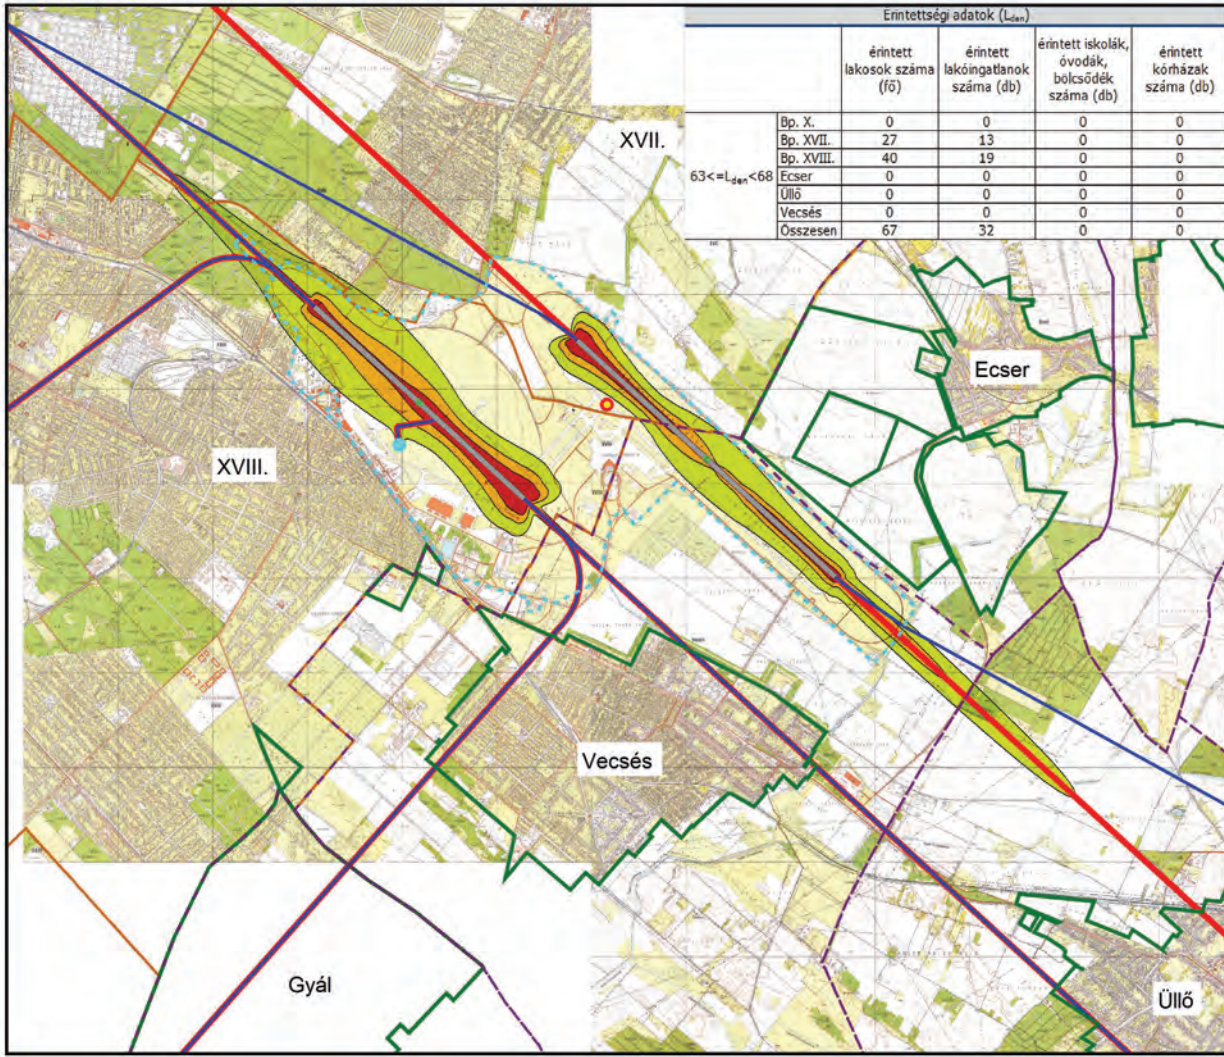 Érintettségi adatok (Lden)
érintett lakosok száma (fő)
érintett lakóingatlanok száma (db)
érintett iskolák, óvodák, bölcsődék száma (db)
érintett kórházak száma (db)
63<=Lden<68
Bp. X. 0 0 0 0
Bp. XVII. 27 13 0 0
Bp. XVIII. 40 19 0 0
Ecser 0 0 0 0
Üllő 0 0 0 0
Vecsés 0 0 0 0
Összesen 67 32 0 0
XVII.
Ecser
XVIII.
Vecsés
Gyál
Üllő